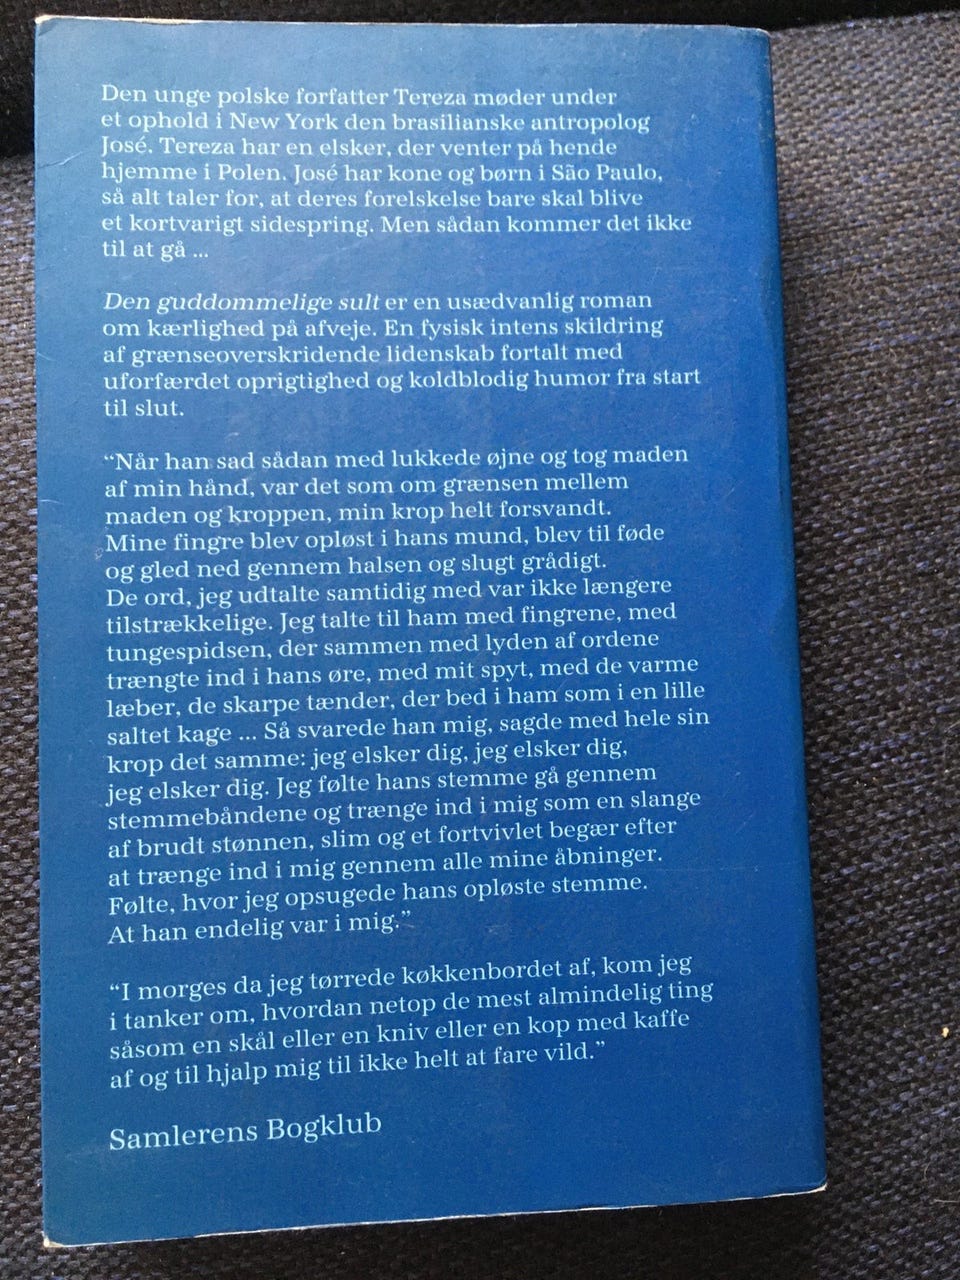 Den unge polske forfatter Tereza møder under
et ophold i New York den brasilianske antropolog
José. Tereza har en elsker, der venter på hende
hjemme i Polen. José har kone og børn i São Paulo,
så alt taler for, at deres forelskelse bare skal blive
et kortvarigt sidespring. Men sådan kommer det ikke
til at gå ...
Den guddommelige sult er en usædvanlig roman
om kærlighed på afveje. En fysisk intens skildring
af grænseoverskridende lidenskab fortalt med
uforfærdet oprigtighed og koldblodig humor fra start
til slut.
“Når han sad sådan med lukkede øjne og tog maden
af min hånd, var det som om grænsen mellem
maden og kroppen, min krop helt forsvandt.
Mine fingre blev opløst i hans mund, blev til føde
og gled ned gennem halsen og slugt grådigt.
De ord, jeg udtalte samtidig med var ikke længere
tilstrækkelige. Jeg talte til ham med fingrene, med
tungespidsen, der sammen med lyden af ordene
trængte ind i hans øre, med mit spyt, med de varme
læber, de skarpe tænder, der bed i ham som i en lille
saltet kage ... Så svarede han mig, sagde med hele sin
krop det samme: jeg elsker dig, jeg elsker dig,
jeg elsker dig. Jeg følte hans stemme gå gennem
stemmebåndene og trænge ind i mig som en slange
af brudt stønnen, slim og et fortvivlet begær efter
at trænge ind i mig gennem alle mine åbninger.
Følte, hvor jeg opsugede hans opløste stemme.
At han endelig var i mig.”
“I morges da jeg tørrede køkkenbordet af, kom jeg
i tanker om, hvordan netop de mest almindelig ting
såsom en skål eller en kniv eller en kop med kaffe
af og til hjalp mig til ikke helt at fare vild.”
Samlerens Bogklub